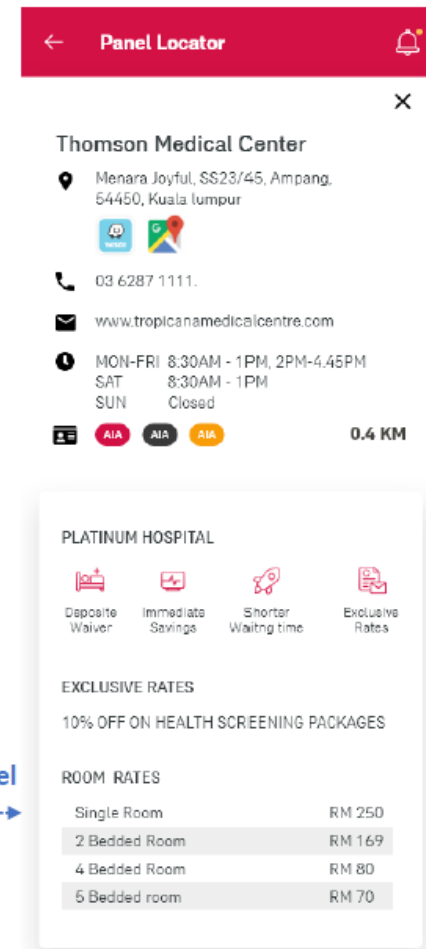 Panel Locator
Thomson Medical Center
Menara Joyful, SS23/45, Ampang,
54450, Kuala lumpur
03 6287 1111.
www.tropicanamedicalcentre.com
MON-FRI 8:30AM - 1PM, 2PM-4.45PM
SAT 8:30AM - 1PM
SUN Closed
AIA AIA AIA 0.4 KM
PLATINUM HOSPITAL
Deposite Immediate Shorter Exclusive
Waiver Savings Waitng time Rates
EXCLUSIVE RATES
10% OFF ON HEALTH SCREENING PACKAGES
el
ROOM RATES
Single Room RM 250
2 Bedded Room RM 169
4 Bedded Room RM 80
5 Bedded room RM 70